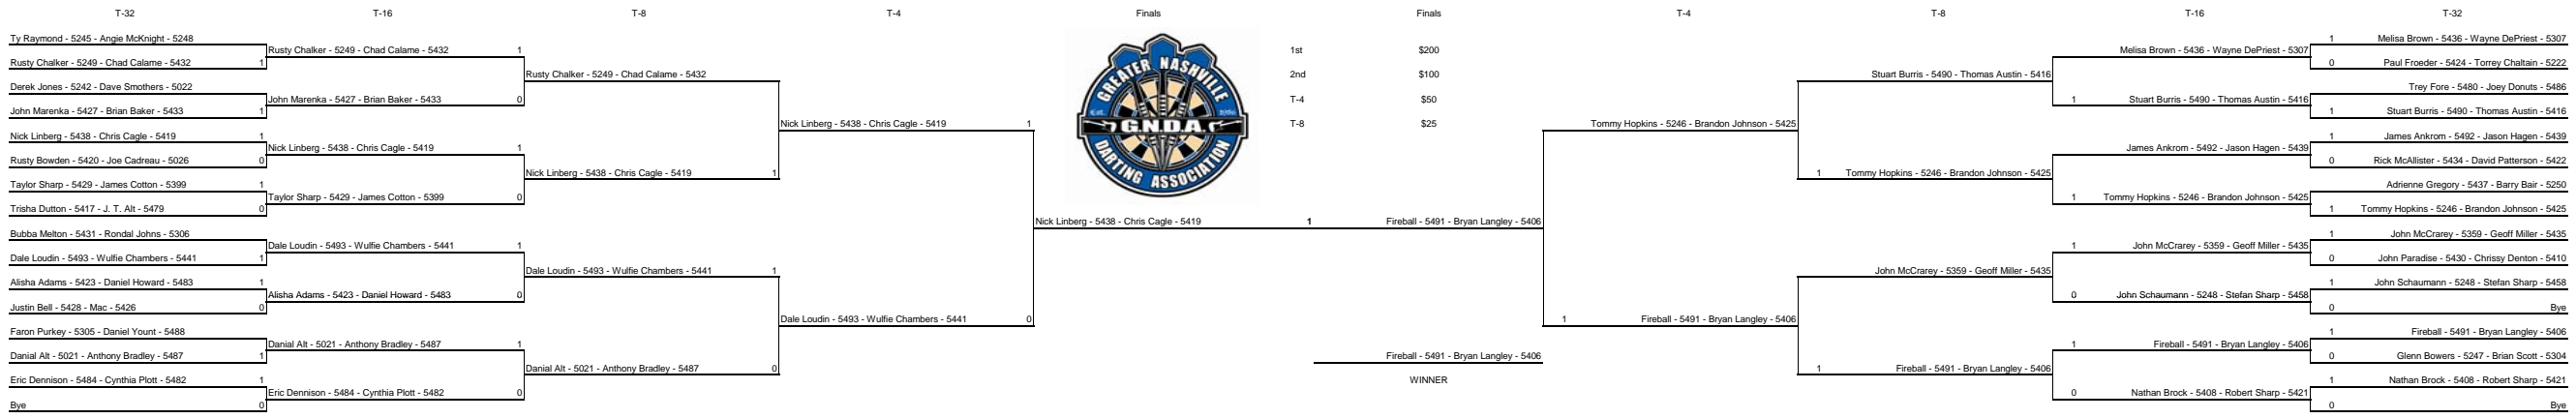 T-32 T-16 T-8 T-4 Finals Finals T-4 T-8 T-16 T-32
Ty Raymond - 5245 - Angie McKnight - 5248
1 Melisa Brown - 5436 - Wayne DePriest - 5307
Rusty Chalker - 5249 - Chad Calame - 5432 1
1st $200
Melisa Brown - 5436 - Wayne DePriest - 5307
Rusty Chalker - 5249 - Chad Calame - 5432 1
0 Paul Froeder - 5424 - Torrey Chaltain - 5222
Rusty Chalker - 5249 - Chad Calame - 5432
2nd $100
Stuart Burris - 5490 - Thomas Austin - 5416
Derek Jones - 5242 - Dave Smothers - 5022
Trey Fore - 5480 - Joey Donuts - 5486
John Marenka - 5427 - Brian Baker - 5433 0
T-4 $50
1 Stuart Burris - 5490 - Thomas Austin - 5416
John Marenka - 5427 - Brian Baker - 5433 1
1 Stuart Burris - 5490 - Thomas Austin - 5416
Nick Linberg - 5438 - Chris Cagle - 5419 1
T-8 $25
Tommy Hopkins - 5246 - Brandon Johnson - 5425
Nick Linberg - 5438 - Chris Cagle - 5419 1
1 James Ankrom - 5492 - Jason Hagen - 5439
Nick Linberg - 5438 - Chris Cagle - 5419 1
James Ankrom - 5492 - Jason Hagen - 5439
Rusty Bowden - 5420 - Joe Cadreau - 5026 0
0 Rick McAllister - 5434 - David Patterson - 5422
Nick Linberg - 5438 - Chris Cagle - 5419 1
1 Tommy Hopkins - 5246 - Brandon Johnson - 5425
Taylor Sharp - 5429 - James Cotton - 5399 1
Adrienne Gregory - 5437 - Barry Bair - 5250
Taylor Sharp - 5429 - James Cotton - 5399 0
1 Tommy Hopkins - 5246 - Brandon Johnson - 5425
Trisha Dutton - 5417 - J. T. Alt - 5479 0
1 Tommy Hopkins - 5246 - Brandon Johnson - 5425
GREATER NASHVILLE
Est.
G.N.D.A.
DARTING ASSOCIATION
Nick Linberg - 5438 - Chris Cagle - 5419 1 Fireball - 5491 - Bryan Langley - 5406
Bubba Melton - 5431 - Rondal Johns - 5306
1 John McCrarey - 5359 - Geoff Miller - 5435
Dale Loudin - 5493 - Wulfie Chambers - 5441 1
1 John McCrarey - 5359 - Geoff Miller - 5435
Dale Loudin - 5493 - Wulfie Chambers - 5441 1
0 John Paradise - 5430 - Chrissy Denton - 5410
Dale Loudin - 5493 - Wulfie Chambers - 5441 1
John McCrarey - 5359 - Geoff Miller - 5435
Alisha Adams - 5423 - Daniel Howard - 5483 1
1 John Schaumann - 5248 - Stefan Sharp - 5458
Alisha Adams - 5423 - Daniel Howard - 5483 0
0 John Schaumann - 5248 - Stefan Sharp - 5458
Justin Bell - 5428 - Mac - 5426 0
0 Bye
Dale Loudin - 5493 - Wulfie Chambers - 5441 0
1 Fireball - 5491 - Bryan Langley - 5406
Faron Purkey - 5305 - Daniel Yount - 5488
1 Fireball - 5491 - Bryan Langley - 5406
Danial Alt - 5021 - Anthony Bradley - 5487 1
1 Fireball - 5491 - Bryan Langley - 5406
Danial Alt - 5021 - Anthony Bradley - 5487 1
Fireball - 5491 - Bryan Langley - 5406
0 Glenn Bowers - 5247 - Brian Scott - 5304
Danial Alt - 5021 - Anthony Bradley - 5487 0
1 Fireball - 5491 - Bryan Langley - 5406
Eric Dennison - 5484 - Cynthia Plott - 5482 1
WINNER
1 Nathan Brock - 5408 - Robert Sharp - 5421
Eric Dennison - 5484 - Cynthia Plott - 5482 0
0 Nathan Brock - 5408 - Robert Sharp - 5421
Bye 0
0 Bye